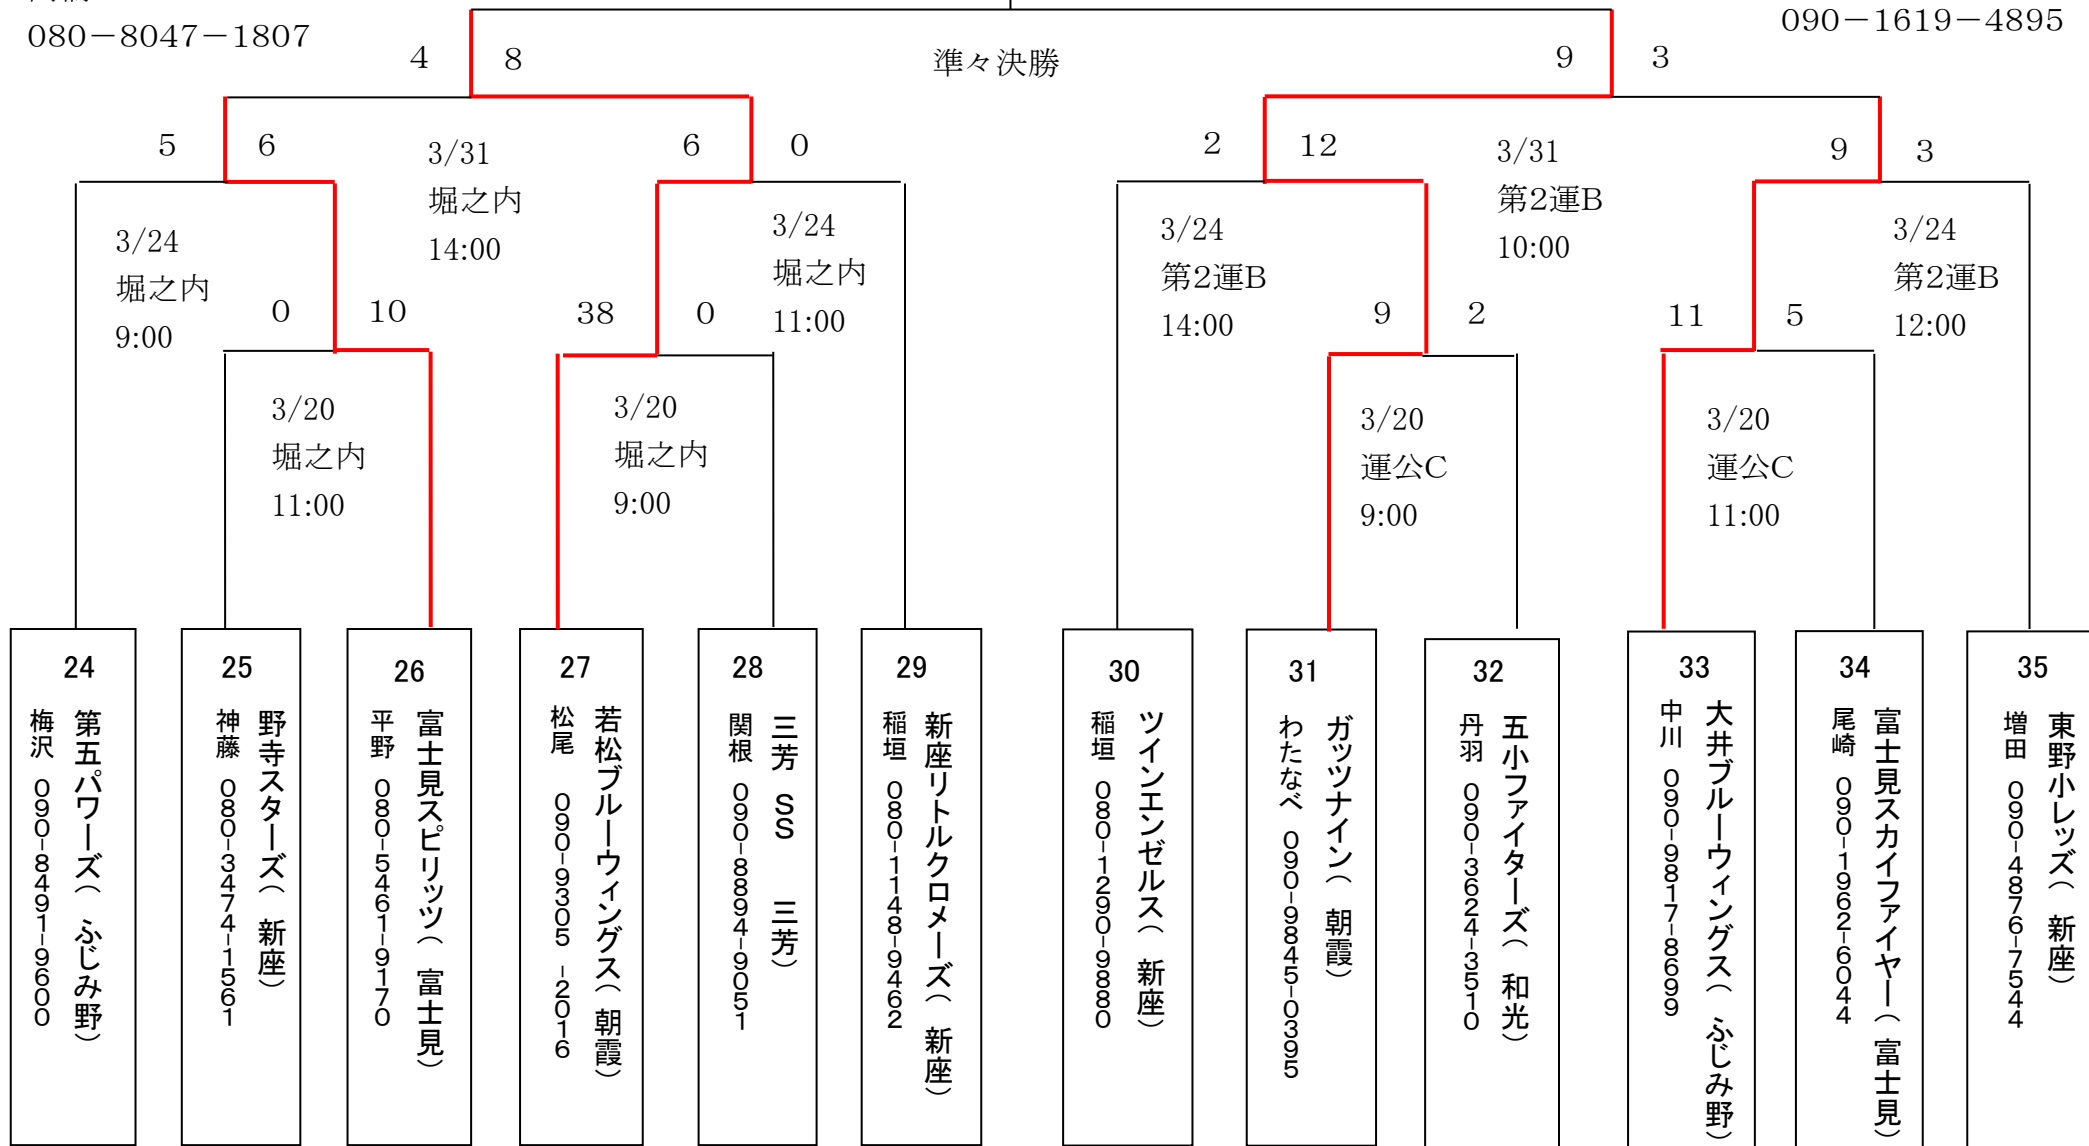 080-8047-1807
090-1619-4895
4 8
準々決勝
9 3
5 6
6 0
2 12
9 3
3/31
堀之内
14:00
3/31
第2運B
10:00
3/24
堀之内
9:00
3/24
堀之内
11:00
3/24
第2運B
14:00
3/24
第2運B
12:00
0 10
38 0
9 2
11 5
3/20
堀之内
11:00
3/20
堀之内
9:00
3/20
運公C
9:00
3/20
運公C
11:00
24
第五パワーズ(ふじみ野)
梅沢 090-8491-9600
25
野寺スターズ(新座)
神藤 080-3474-1561
26
富士見スピリッツ(富士見)
平野 080-5461-9170
27
若松ブルーウィングス(朝霞)
松尾 090-9305-2016
28
三芳 SS 三芳)
関根 090-8894-9051
29
新座リトルクロメーズ(新座)
稲垣 080-1148-9462
30
ツインエンゼルス(新座)
稲垣 080-1290-9880
31
ガッツナイン(朝霞)
わたなべ 090-9845-0395
32
五小ファイターズ(和光)
丹羽 090-3624-3510
33
大井ブルーウィングス(ふじみ野)
中川 090-9817-8699
34
富士見スカイファイヤー(富士見)
尾崎 090-1962-6044
35
東野小レッズ(新座)
増田 090-4876-7544